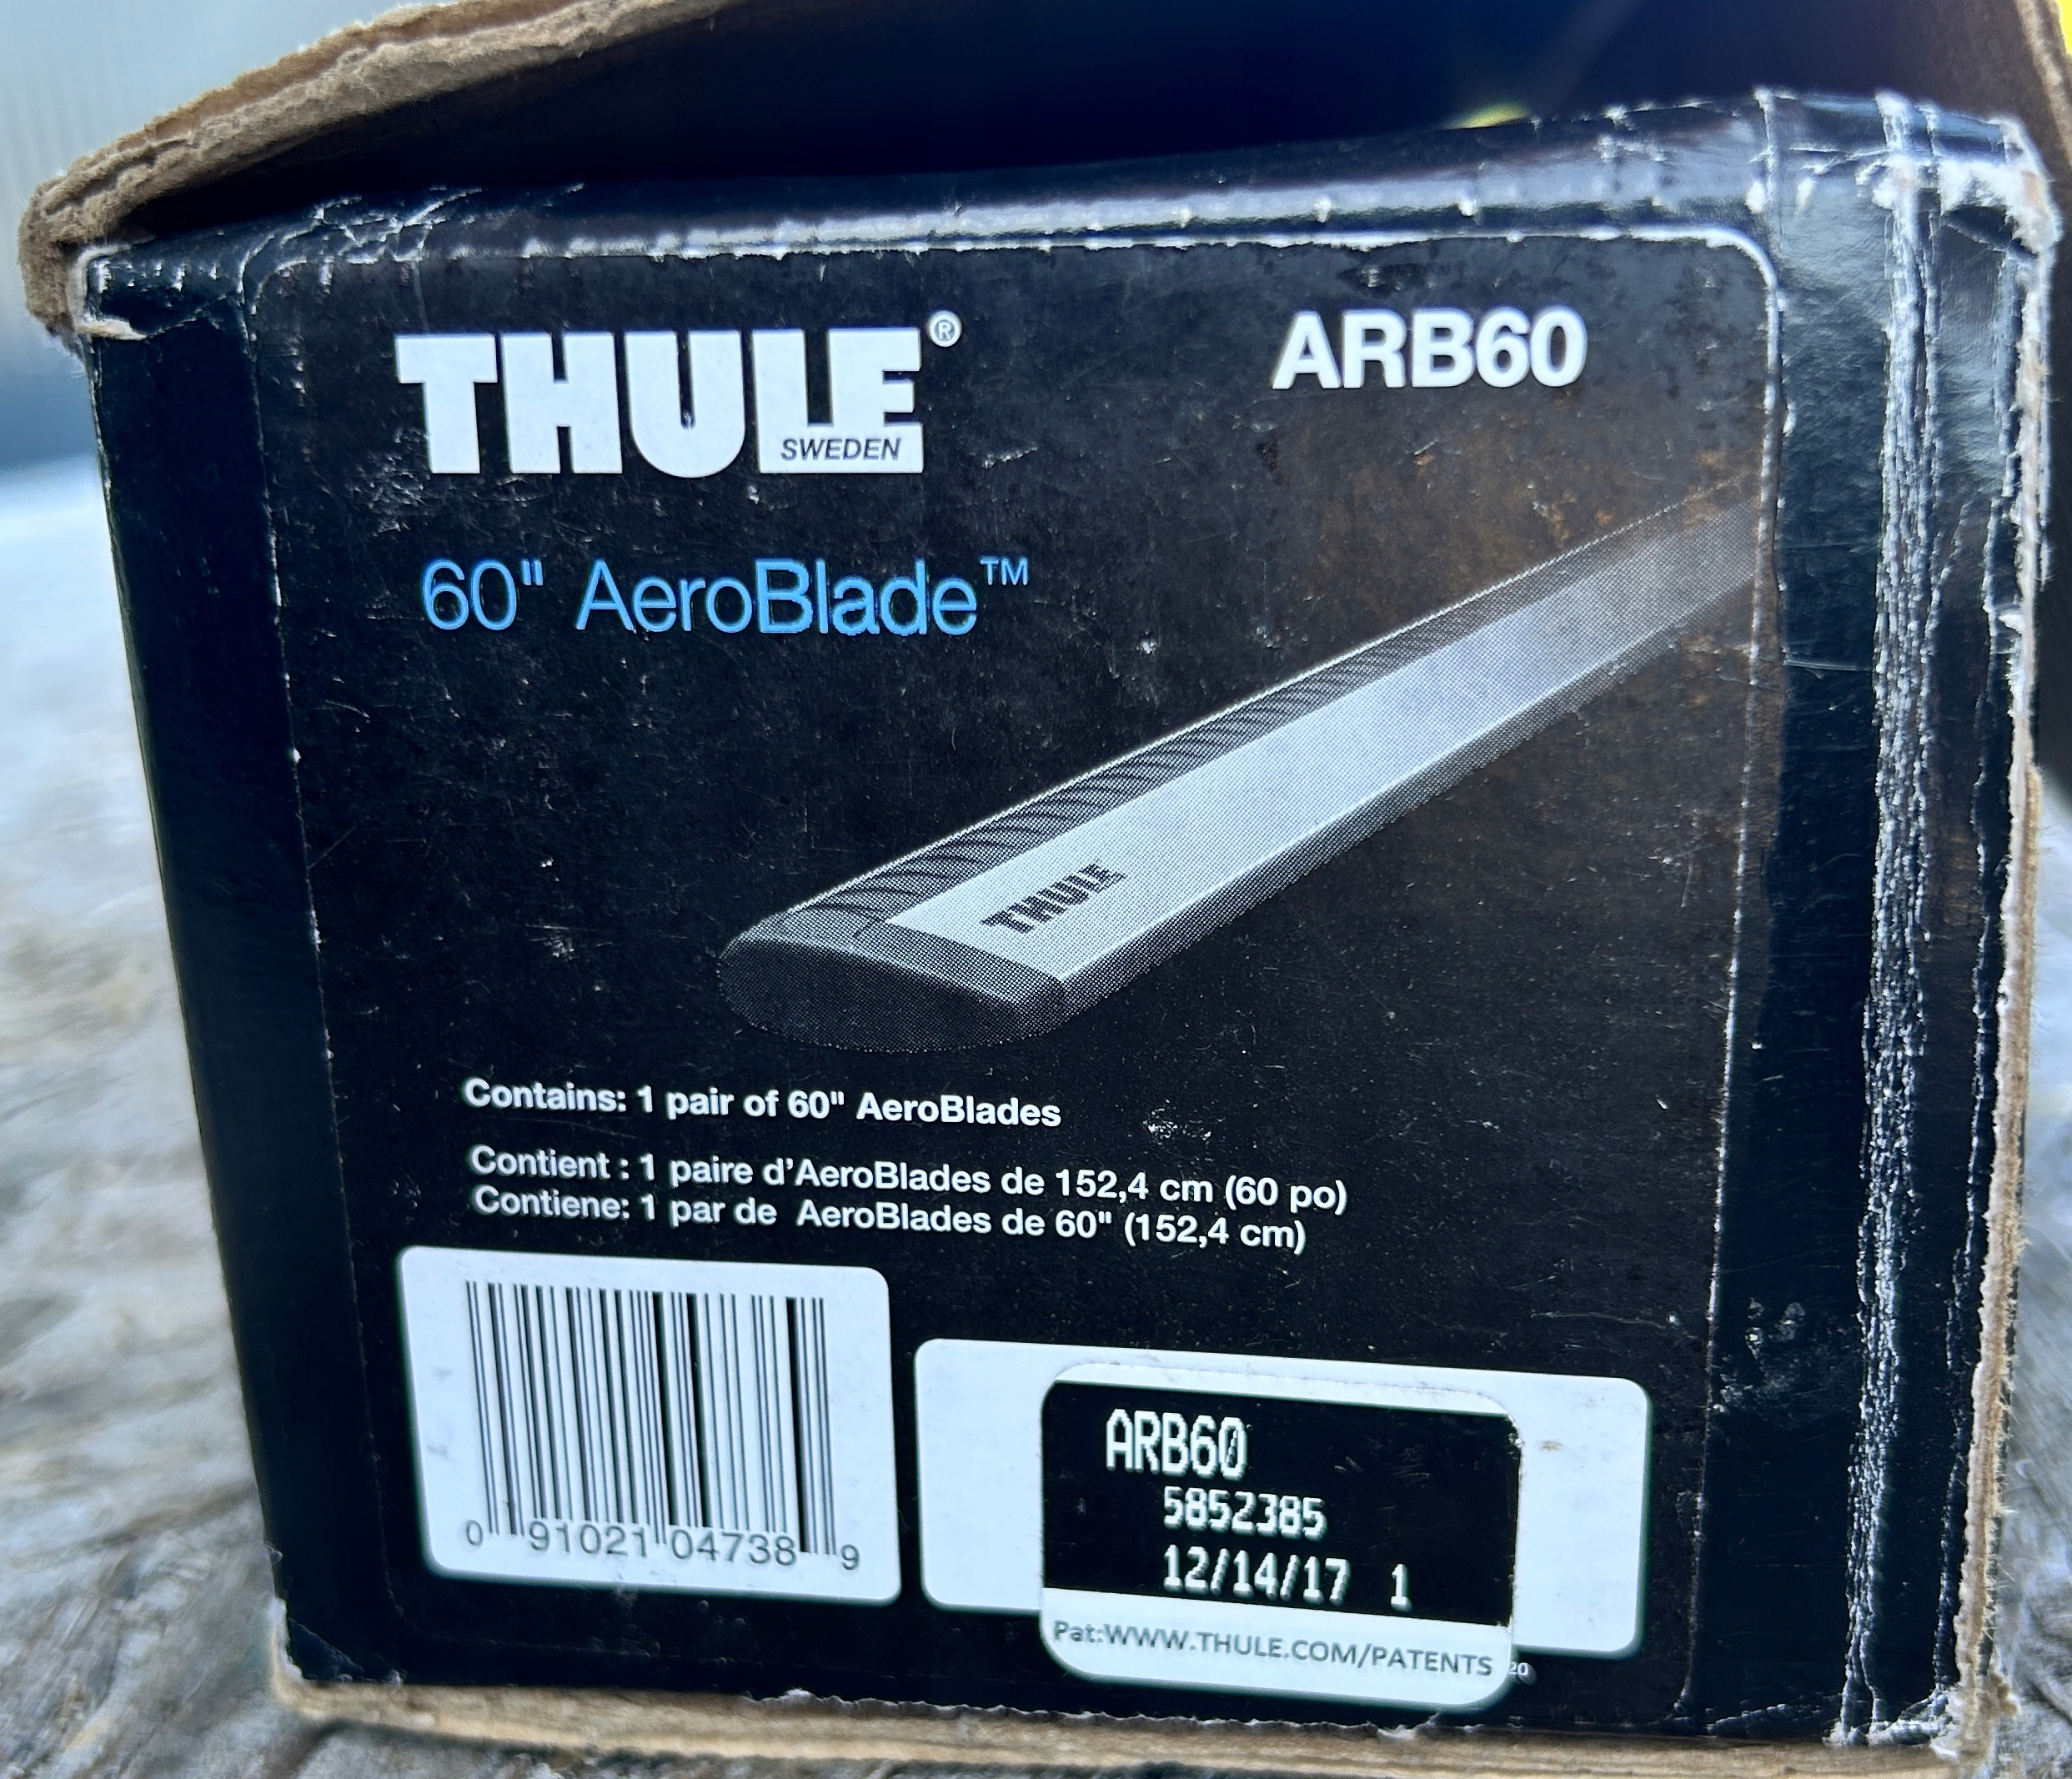 THULE®
SWEDEN
ARB60
60" AeroBlade™
THULE
Contains: 1 pair of 60" AeroBlades
Contient : 1 paire d'AeroBlades de 152,4 cm (60 po)
Contiene: 1 par de AeroBlades de 60" (152,4 cm)
0 91021 04738 9
ARB60
5852385
12/14/17 1
Pat:WWW.THULE.COM/PATENTS
20